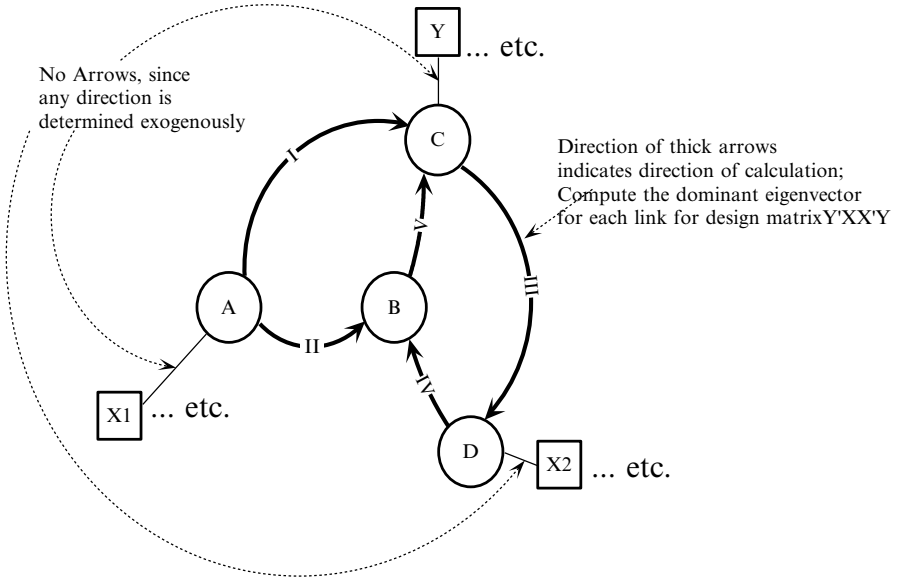 Y
... etc.
No Arrows, since
any direction is
determined exogenously
C
I
Direction of thick arrows
indicates direction of calculation;
Compute the dominant eigenvector
for each link for design matrixY'XX'Y
V
III
A
B
II
IV
X1
... etc.
D
X2
... etc.